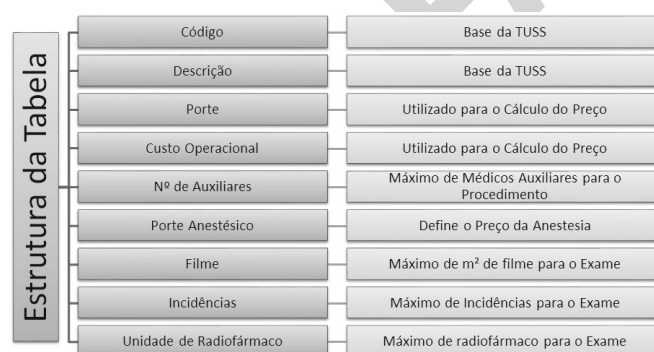 Estrutura da Tabela
Código
Base da TUSS
Descrição
Base da TUSS
Porte
Utilizado para o Cálculo do Preço
Custo Operacional
Utilizado para o Cálculo do Preço
Nº de Auxiliares
Máximo de Médicos Auxiliares para o
Procedimento
Porte Anestésico
Define o Preço da Anestesia
Filme
Máximo de m² de filme para o Exame
Incidências
Máximo de Incidências para o Exame
Unidade de Radiofármaco
Máximo de radiofármaco para o Exame